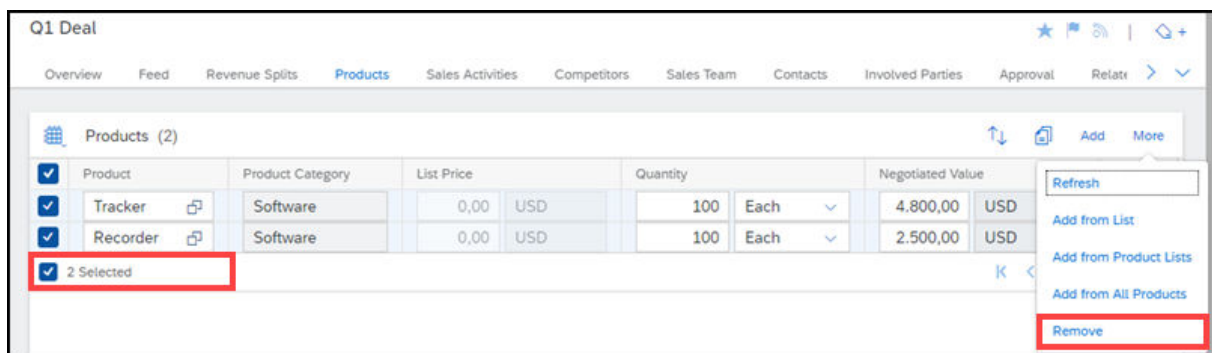 Q1 Deal
Overview Feed Revenue Splits Products Sales Activities Competitors Sales Team Contacts Involved Parties Approval Relate
Products (2) Add More
Product Product Category List Price Quantity Negotiated Value
Tracker Software 0,00 USD 100 Each 4.800,00 USD
Recorder Software 0,00 USD 100 Each 2.500,00 USD
2 Selected
Refresh
Add from List
Add from Product Lists
Add from All Products
Remove